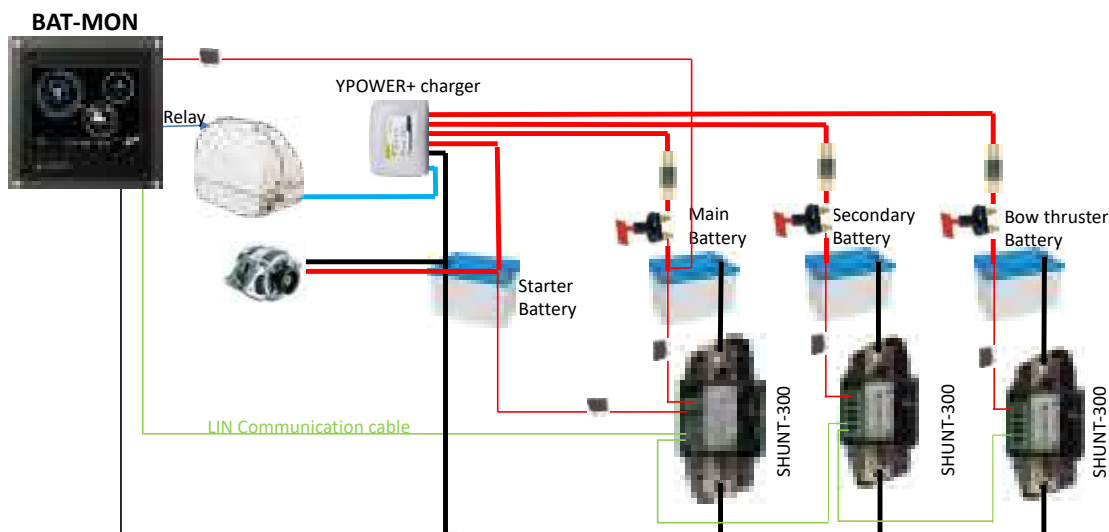 BAT-MON
YPOWER+ charger
Relay
Main
Battery
Secondary
Battery
Bow thruster
Battery
Starter
Battery
LIN Communication cable
SHUNT-300
SHUNT-300
SHUNT-300